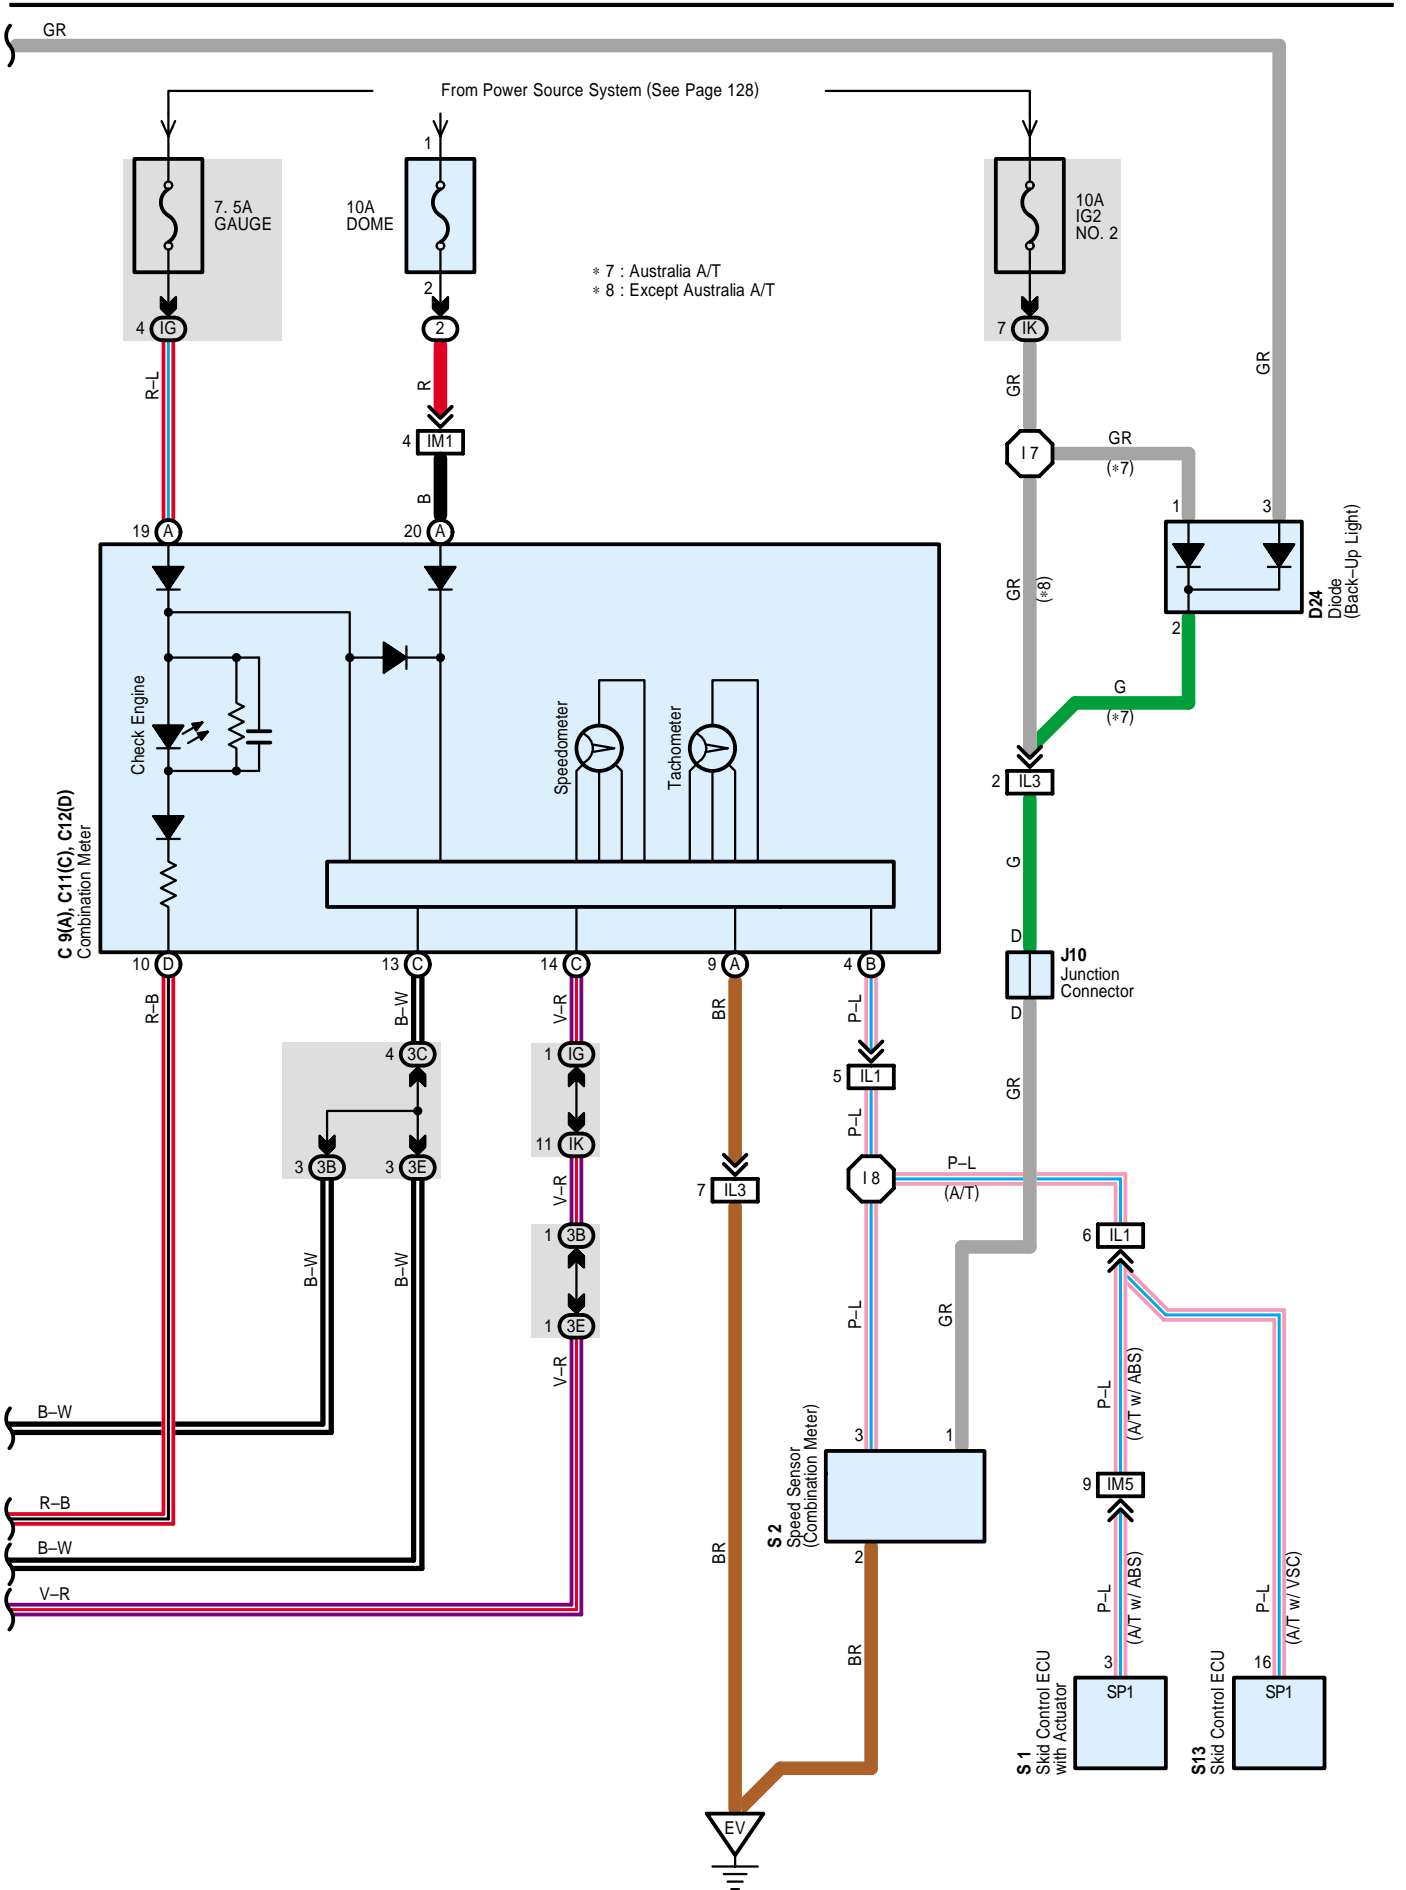 GR
From Power Source System (See Page 128)
1
7. 5A
GAUGE
10A
DOME
10A
IG2
NO. 2
∗ 7 : Australia A/T
∗ 8 : Except Australia A/T
2
4 IG
2
7 IK
R–L
R
GR
GR
4 IM1
I 7
GR
(∗7)
B
1
3
19 A
20 A
D24
Diode
(Back–Up Light)
GR
(∗8)
2
G
(∗7)
Check Engine
Speedometer
Tachometer
2 IL3
C 9(A), C11(C), C12(D)
Combination Meter
G
D
J10
Junction
Connector
D
10 D
13 C
14 C
9 A
4 B
R–B
B–W
V–R
BR
P–L
4 3C
1 IG
5 IL1
GR
P–L
11 IK
3 3B
3 3E
7 IL3
I 8
P–L
(A/T)
V–R
1 3B
6 IL1
B–W
B–W
1 3E
P–L
GR
V–R
P–L
(A/T w/ ABS)
B–W
3
1
S 2
Speed Sensor
(Combination Meter)
9 IM5
R–B
B–W
2
BR
V–R
P–L
(A/T w/ ABS)
P–L
(A/T w/ VSC)
BR
3
16
SP1
SP1
S 1
Skid Control ECU
with Actuator
S13
Skid Control ECU
EV